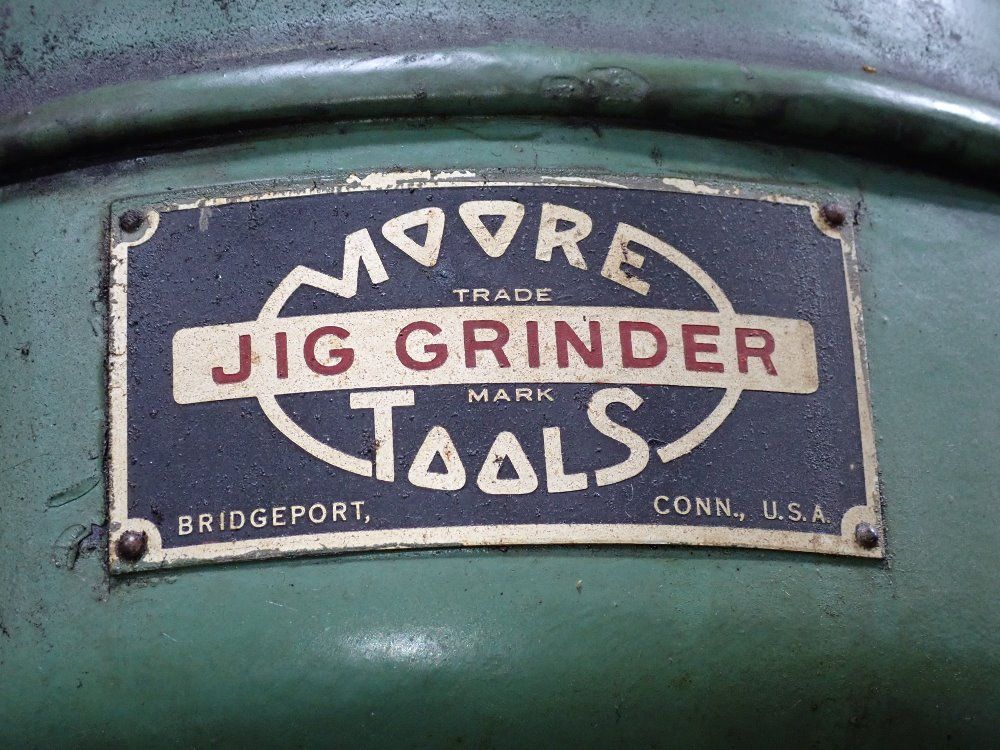 MOORE
TRADE
JIG GRINDER
MARK
TOOLS
BRIDGEPORT, CONN., U.S.A.